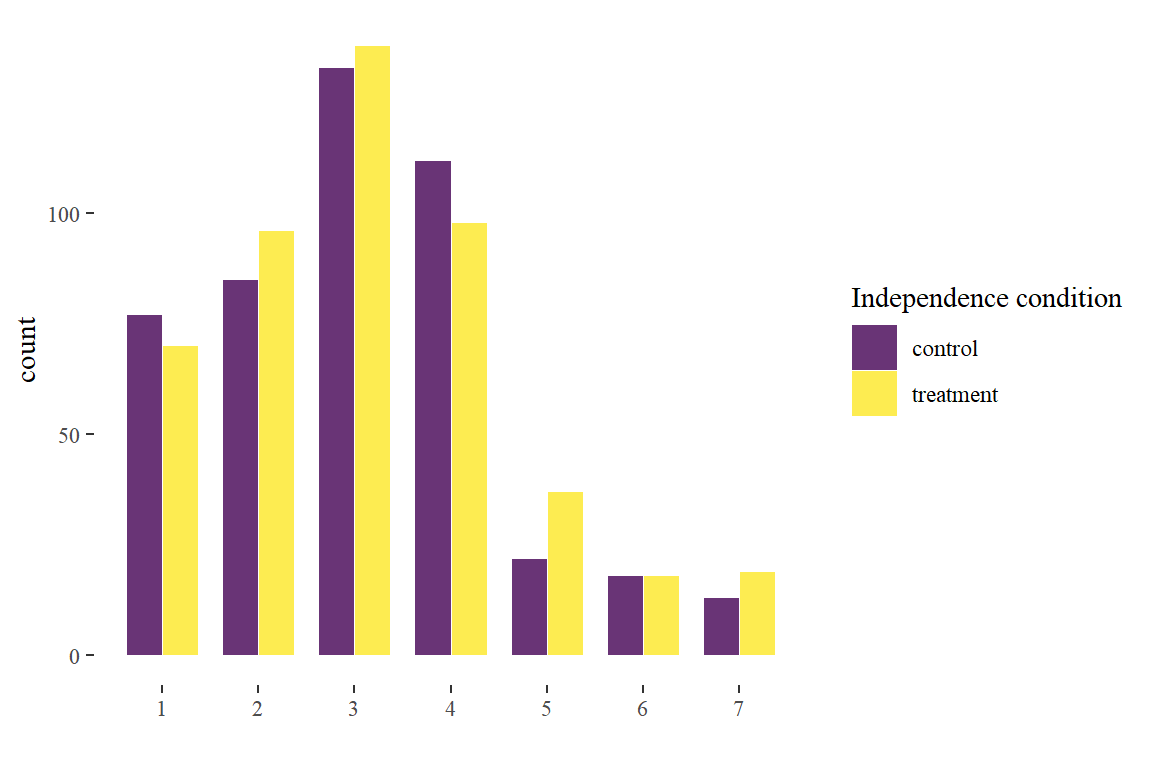 count
100
50
0
1 2 3 4 5 6 7
Independence condition
control
treatment